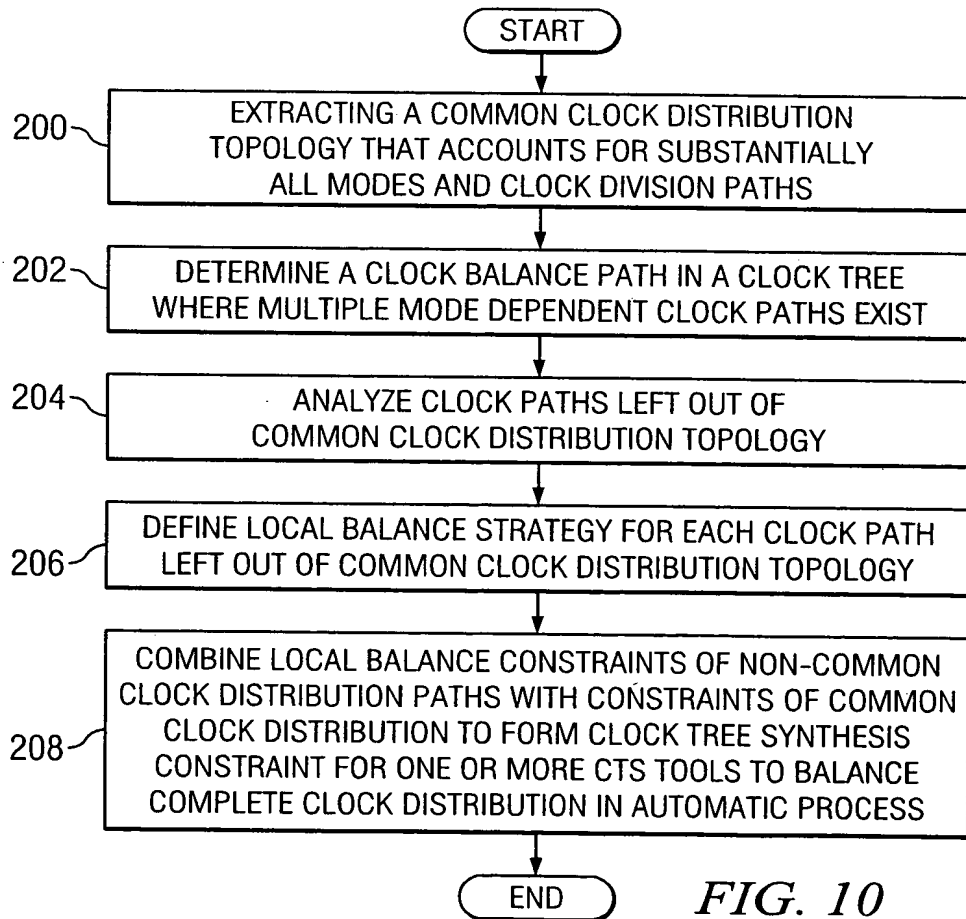 START
200
EXTRACTING A COMMON CLOCK DISTRIBUTION
TOPOLOGY THAT ACCOUNTS FOR SUBSTANTIALLY
ALL MODES AND CLOCK DIVISION PATHS
202
DETERMINE A CLOCK BALANCE PATH IN A CLOCK TREE
WHERE MULTIPLE MODE DEPENDENT CLOCK PATHS EXIST
204
ANALYZE CLOCK PATHS LEFT OUT OF
COMMON CLOCK DISTRIBUTION TOPOLOGY
206
DEFINE LOCAL BALANCE STRATEGY FOR EACH CLOCK PATH
LEFT OUT OF COMMON CLOCK DISTRIBUTION TOPOLOGY
208
COMBINE LOCAL BALANCE CONSTRAINTS OF NON-COMMON
CLOCK DISTRIBUTION PATHS WITH CONSTRAINTS OF COMMON
CLOCK DISTRIBUTION TO FORM CLOCK TREE SYNTHESIS
CONSTRAINT FOR ONE OR MORE CTS TOOLS TO BALANCE
COMPLETE CLOCK DISTRIBUTION IN AUTOMATIC PROCESS
END
FIG. 10